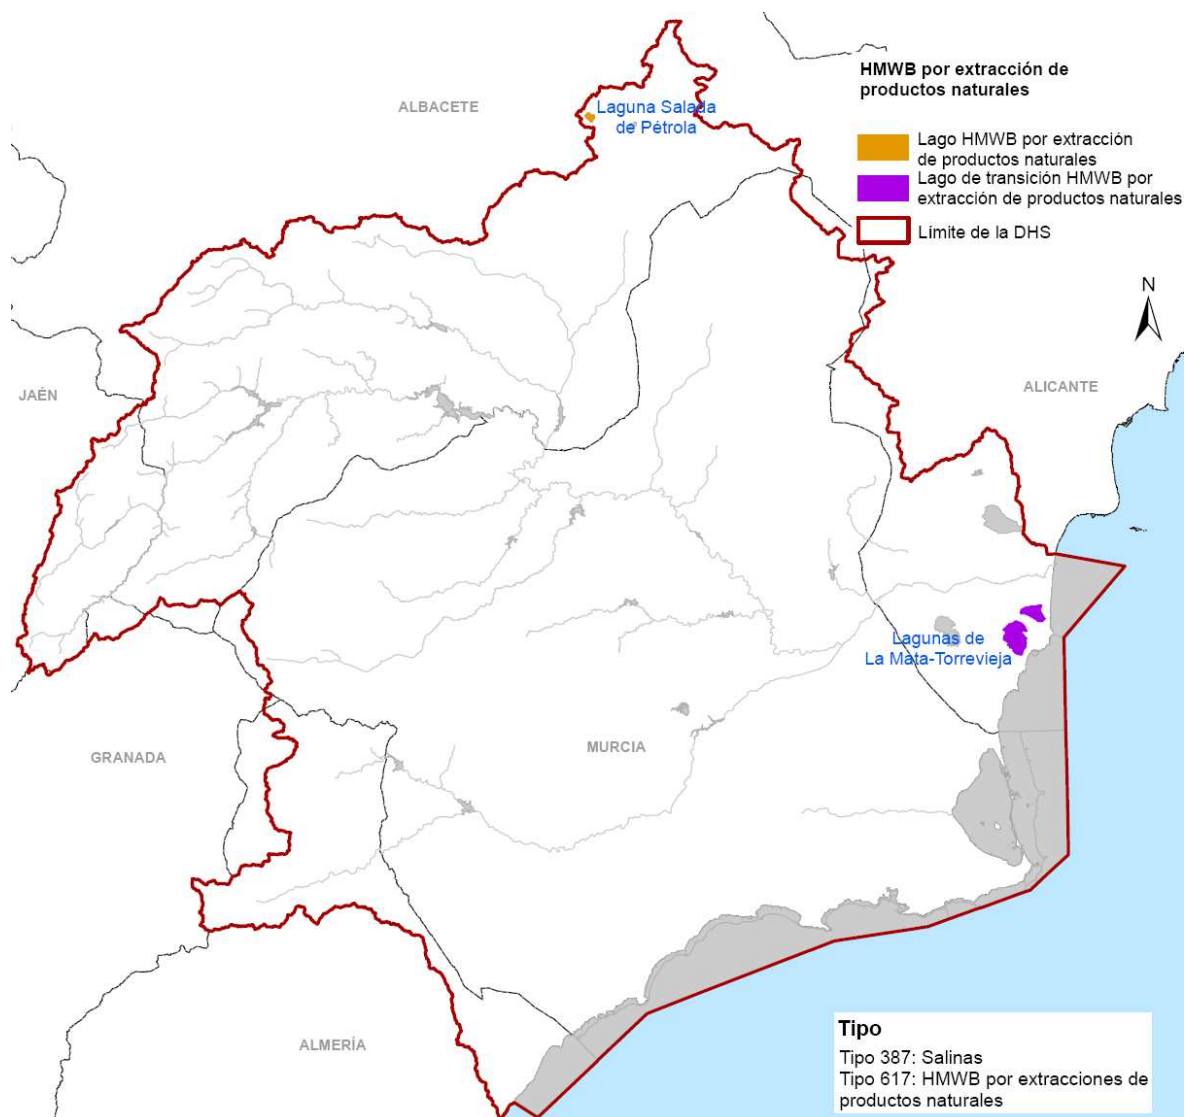 HMWB por extracción de
productos naturales
Lago HMWB por extracción
de productos naturales
Lago de transición HMWB por
extracción de productos naturales
Límite de la DHS
N
ALBACETE
Laguna Salada
de Pétrola
JAÉN
ALICANTE
Lagunas de
La Mata-Torrevieja
GRANADA
MURCIA
ALMERÍA
Tipo
Tipo 387: Salinas
Tipo 617: HMWB por extracciones de
productos naturales